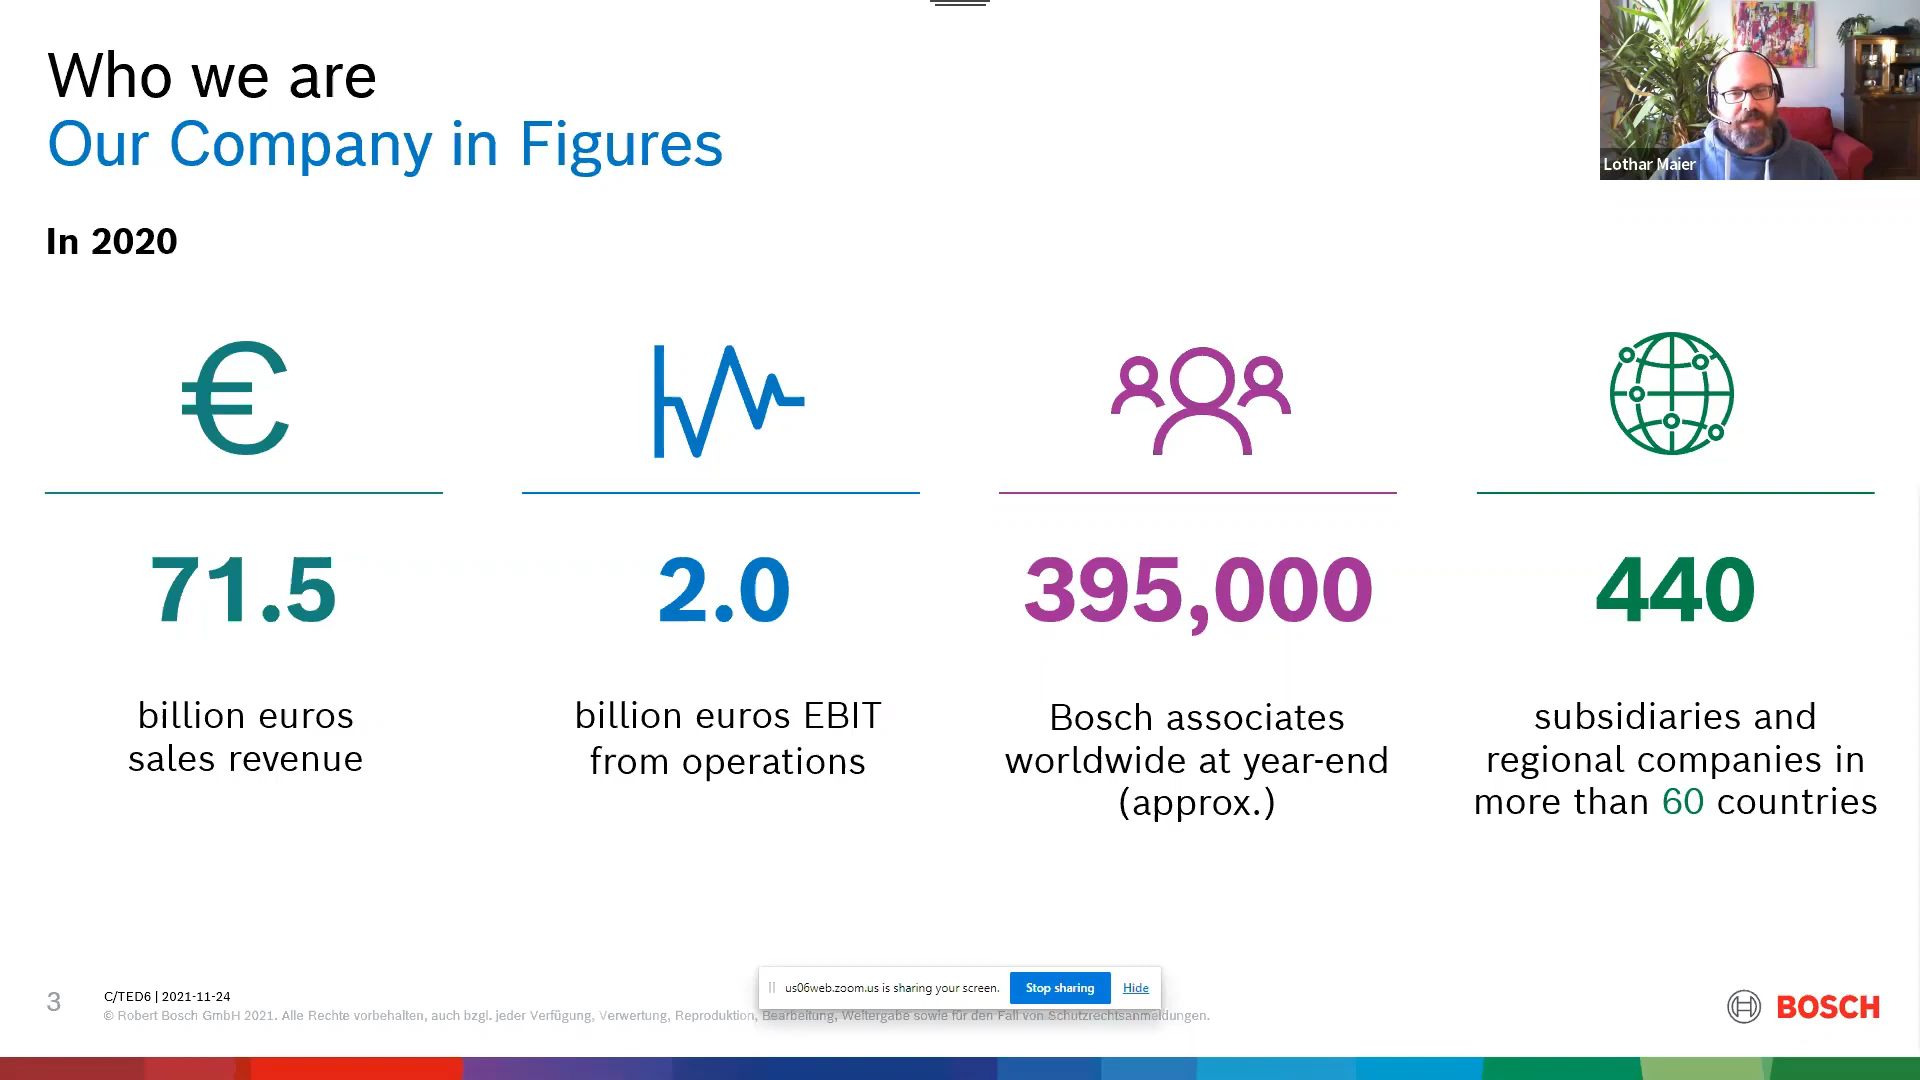 Who we are
Our Company in Figures
Lothar Maier
In 2020
€
71.5
billion euros
sales revenue
2.0
billion euros EBIT
from operations
395,000
Bosch associates
worldwide at year-end
(approx.)
440
subsidiaries and
regional companies in
more than 60 countries
us06web.zoom.us is sharing your screen. Stop sharing Hide
3
C/TED6 | 2021-11-24
© Robert Bosch GmbH 2021. Alle Rechte vorbehalten, auch bzgl. jeder Verfügung, Verwertung, Reproduktion, Bearbeitung, Weitergabe sowie für den Fall von Schutzrechtsanmeldungen.
BOSCH